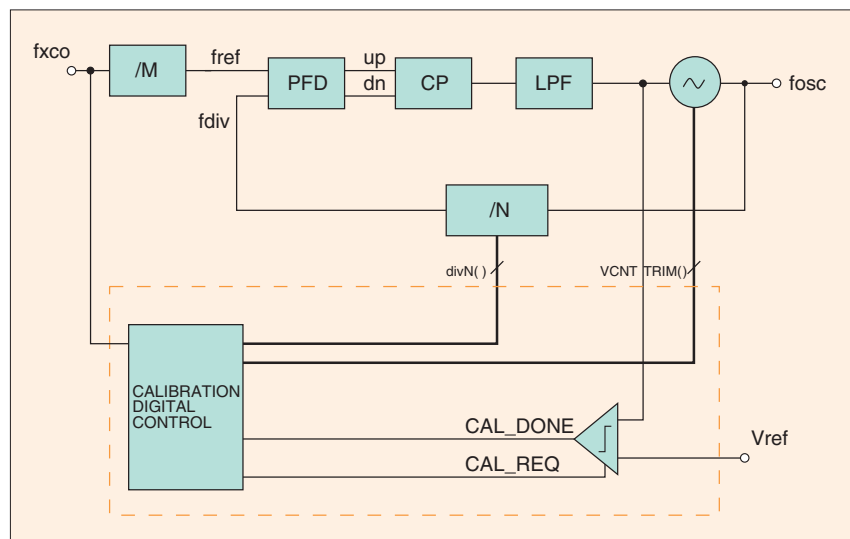 fxco
/M
fref
PFD
up
dn
CP
LPF
fosc
fdiv
/N
divN( )
VCNT TRIM()
CALIBRATION
DIGITAL
CONTROL
CAL_DONE
CAL_REQ
Vref